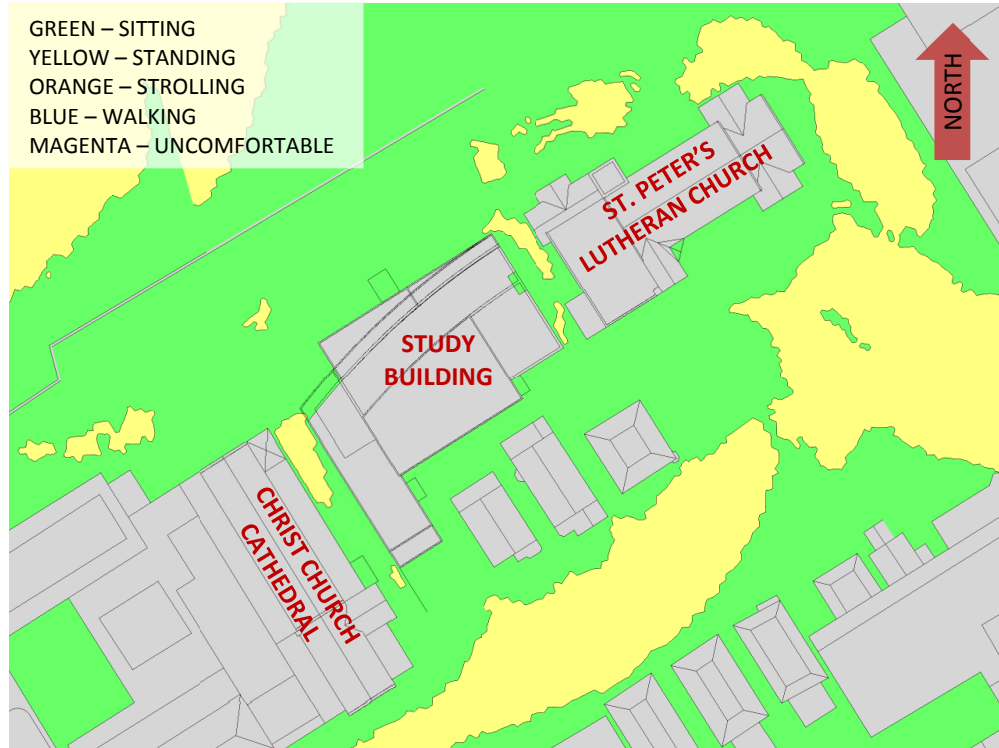 GREEN – SITTING
YELLOW – STANDING
ORANGE – STROLLING
BLUE – WALKING
MAGENTA – UNCOMFORTABLE
NORTH
ST. PETER’S
LUTHERAN CHURCH
STUDY
BUILDING
CHRIST CHURCH
CATHEDRAL